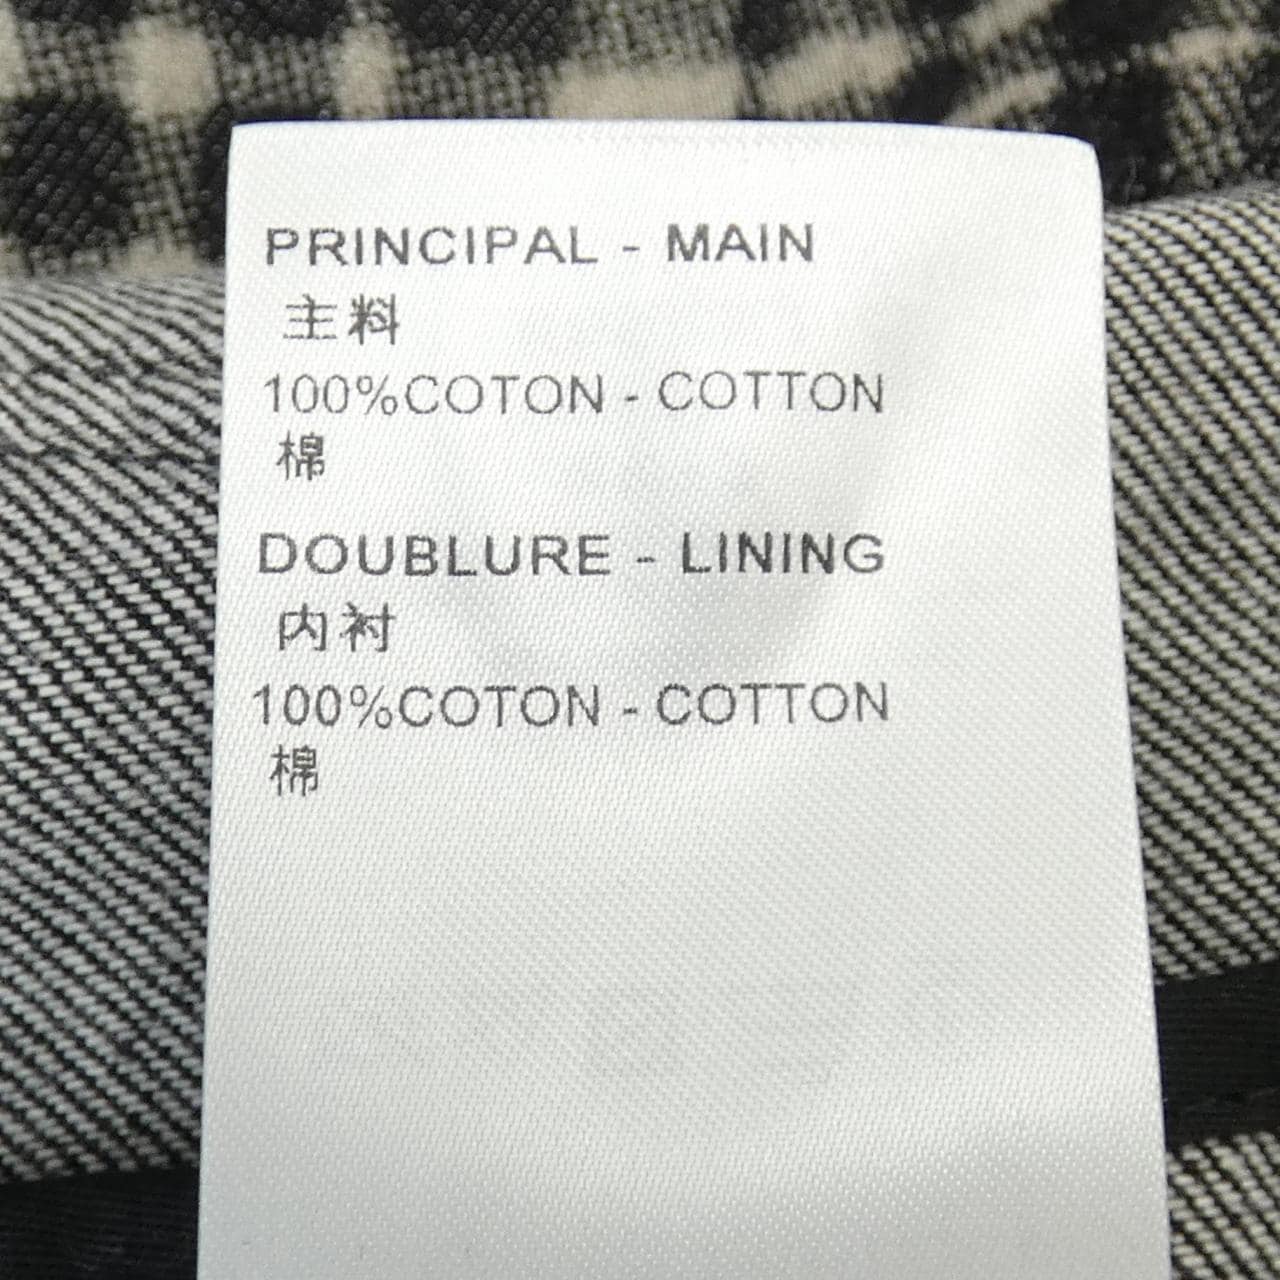 PRINCIPAL - MAIN
主料
100%COTON - COTTON
棉
DOUBLURE - LINING
内衬
100%COTON - COTTON
棉